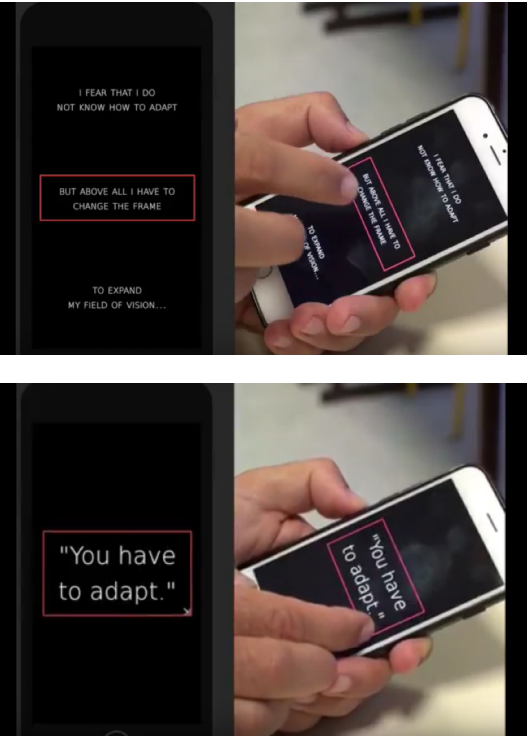 I FEAR THAT I DO
NOT KNOW HOW TO ADAPT
BUT ABOVE ALL I HAVE TO
CHANGE THE FRAME
TO EXPAND
MY FIELD OF VISION...
I FEAR THAT I DO
NOT KNOW HOW TO ADAPT
BUT ABOVE ALL I HAVE TO
CHANGE THE FRAME
TO EXPAND
OF VISION...
"You have
to adapt."
"You have
to adapt."